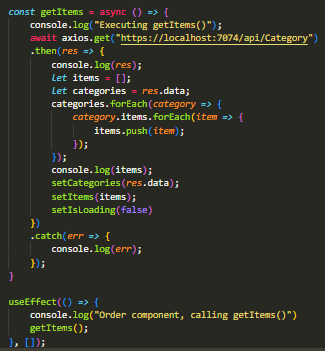 const getItems = async () => {
console.log("Executing getItems()");
await axios.get("https://localhost:7074/api/Category")
.then(res => {
console.log(res);
let items = [];
let categories = res.data;
categories.forEach(category => {
category.items.forEach(item => {
items.push(item);
});
});
console.log(items);
setCategories(res.data);
setItems(items);
setIsLoading(false)
})
.catch(err => {
console.log(err);
});
}
useEffect(() => {
console.log("Order component, calling getItems()")
getItems();
}, []);